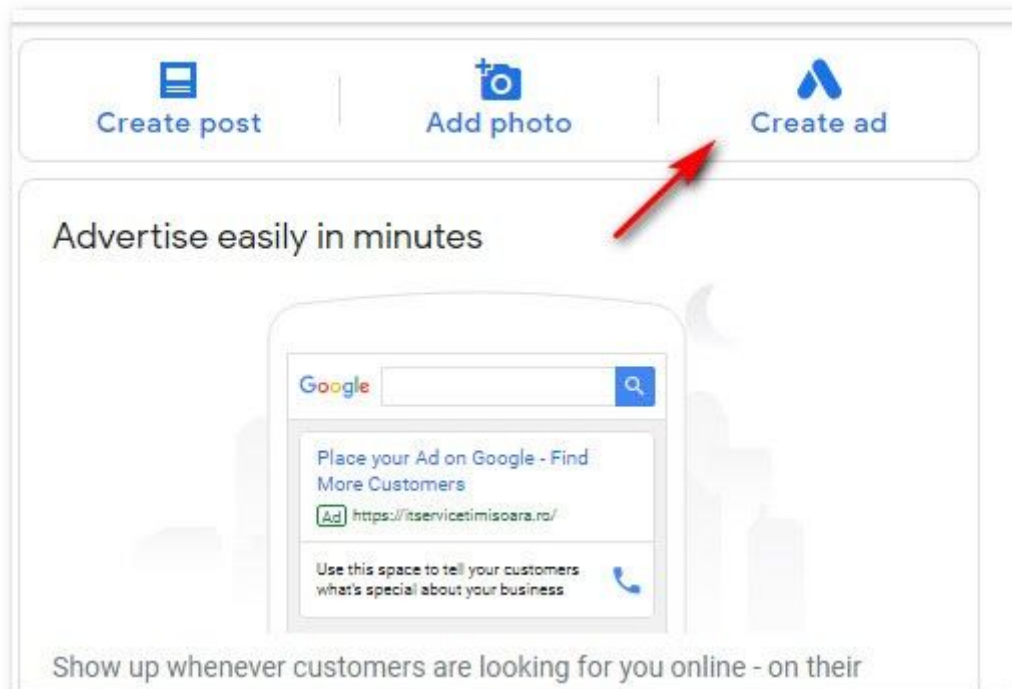 Create post
Add photo
Create ad
Advertise easily in minutes
Google
Place your Ad on Google - Find
More Customers
Ad https://itservicetimisoara.ro/
Use this space to tell your customers
what's special about your business
Show up whenever customers are looking for you online - on their